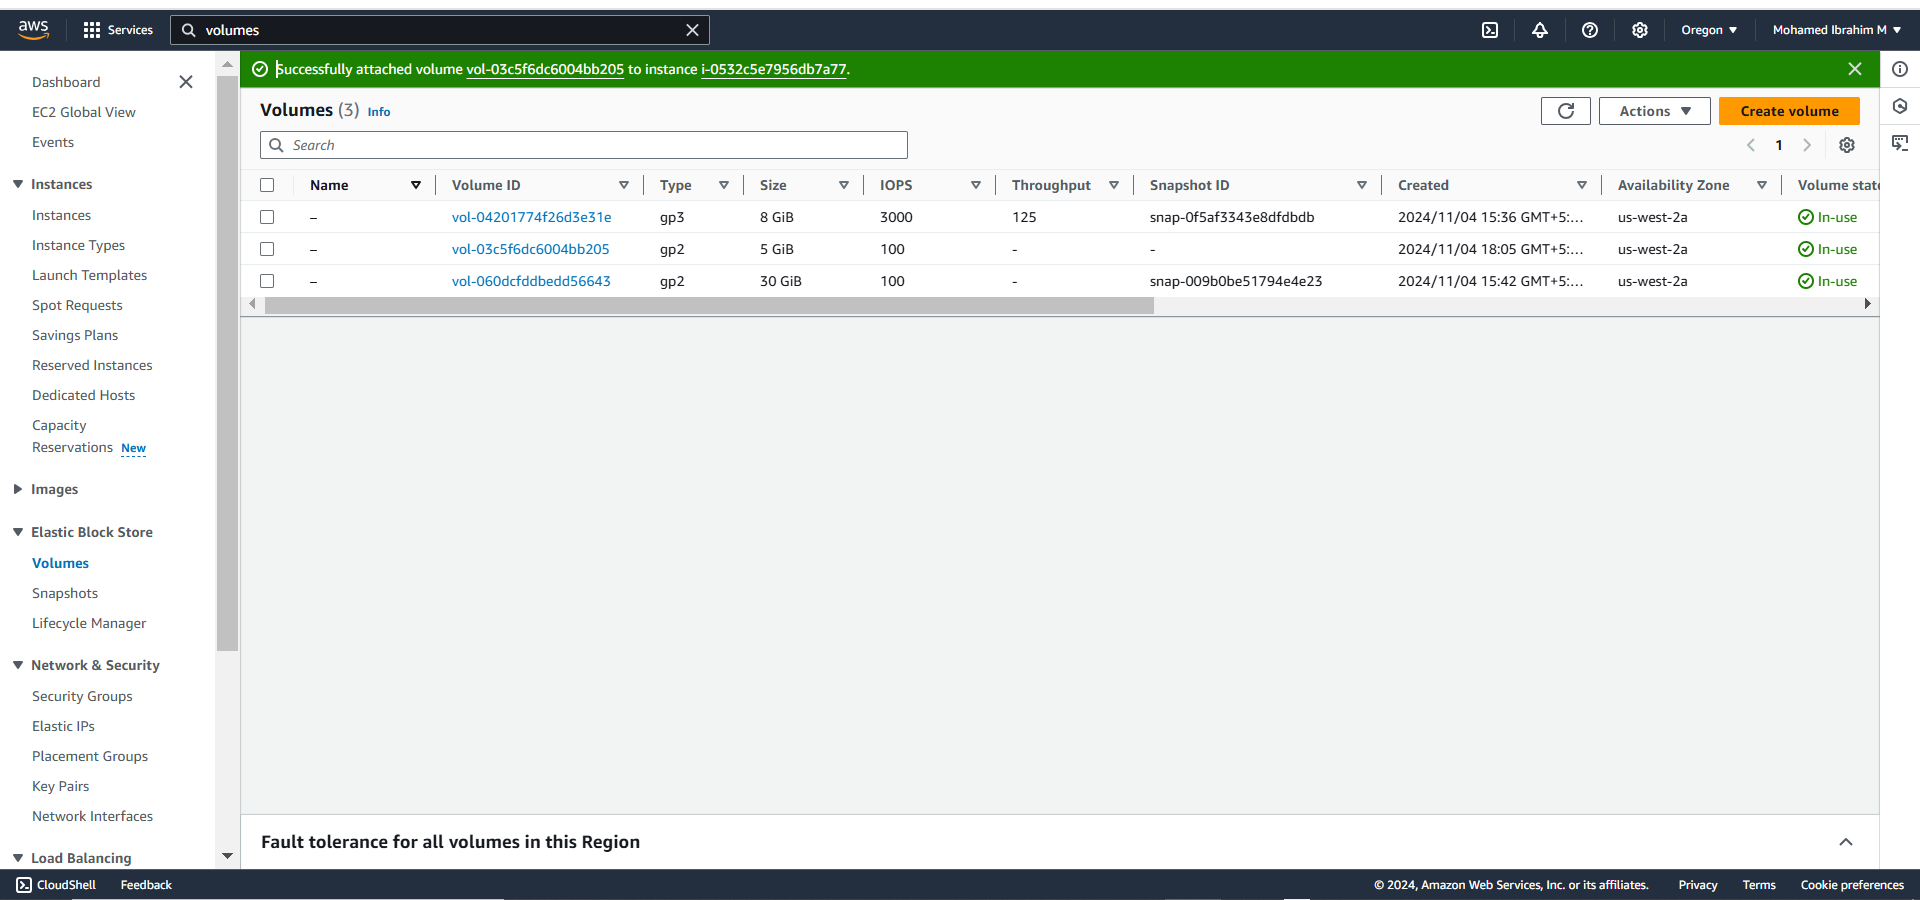 aws Services volumes Oregon Mohamed Ibrahim M
Successfully attached volume vol-03c5f6dc6004bb205 to instance i-0532c5e7956db7a77.
Dashboard
EC2 Global View
Events
Instances
Instances
Instance Types
Launch Templates
Spot Requests
Savings Plans
Reserved Instances
Dedicated Hosts
Capacity
Reservations New
Images
Elastic Block Store
Volumes
Snapshots
Lifecycle Manager
Network & Security
Security Groups
Elastic IPs
Placement Groups
Key Pairs
Network Interfaces
Load Balancing
Volumes (3) Info
Actions Create volume
Search
1
Name Volume ID Type Size IOPS Throughput Snapshot ID Created Availability Zone Volume state
– vol-04201774f26d3e31e gp3 8 GiB 3000 125 snap-0f5af3343e8dfdbdb 2024/11/04 15:36 GMT+5:... us-west-2a In-use
– vol-03c5f6dc6004bb205 gp2 5 GiB 100 - - 2024/11/04 18:05 GMT+5:... us-west-2a In-use
– vol-060dcfddbedd56643 gp2 30 GiB 100 - snap-009b0be51794e4e23 2024/11/04 15:42 GMT+5:... us-west-2a In-use
Fault tolerance for all volumes in this Region
CloudShell Feedback © 2024, Amazon Web Services, Inc. or its affiliates. Privacy Terms Cookie preferences